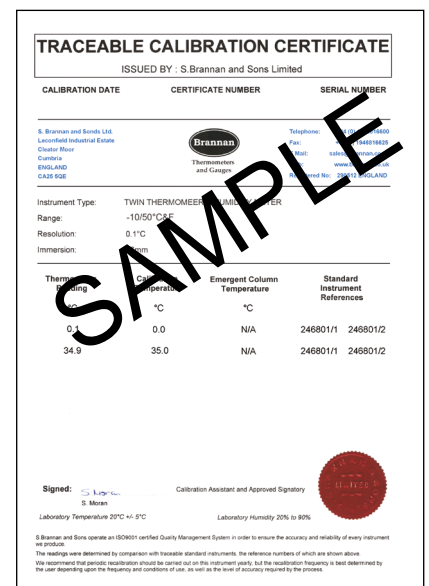 TRACEABLE CALIBRATION CERTIFICATE
ISSUED BY : S.Brannan and Sons Limited
CALIBRATION DATE CERTIFICATE NUMBER SERIAL NUMBER
S. Brannan and Sonds Ltd.
Leconfield Industrial Estate
Cleator Moor
Cumbria
ENGLAND
CA25 5QE
Brannan
Thermometers
and Gauges
Telephone:
Fax: 1946816625
Mail:
No: ENGLAND
SAMPLE
Instrument Type: TWIN THERMOMEER
Range: -10/50°C&F
Resolution: 0.1°C
Immersion:
Emergent Column
Temperature
Standard
Instrument
References
°C °C °C
0.1 0.0 N/A 246801/1 246801/2
34.9 35.0 N/A 246801/1 246801/2
LIMITED
Signed: Calibration Assistant and Approved Signatory
S. Moran
Laboratory Temperature 20°C +/- 5°C Laboratory Humidity 20% to 90%
S Brannan and Sons operate an ISO9001 certified Quality Management System in order to ensure the accuracy and reliability of every instrument
we produce.
The readings were determined by comparison with traceable standard instruments, the reference numbers of which are shown above.
We recommend that periodic recalibration should be carried out on this instrument yearly, but the recalibration frequency is best determined by
the user depending upon the frequency and conditions of use, as well as the level of accuracy required by the process.